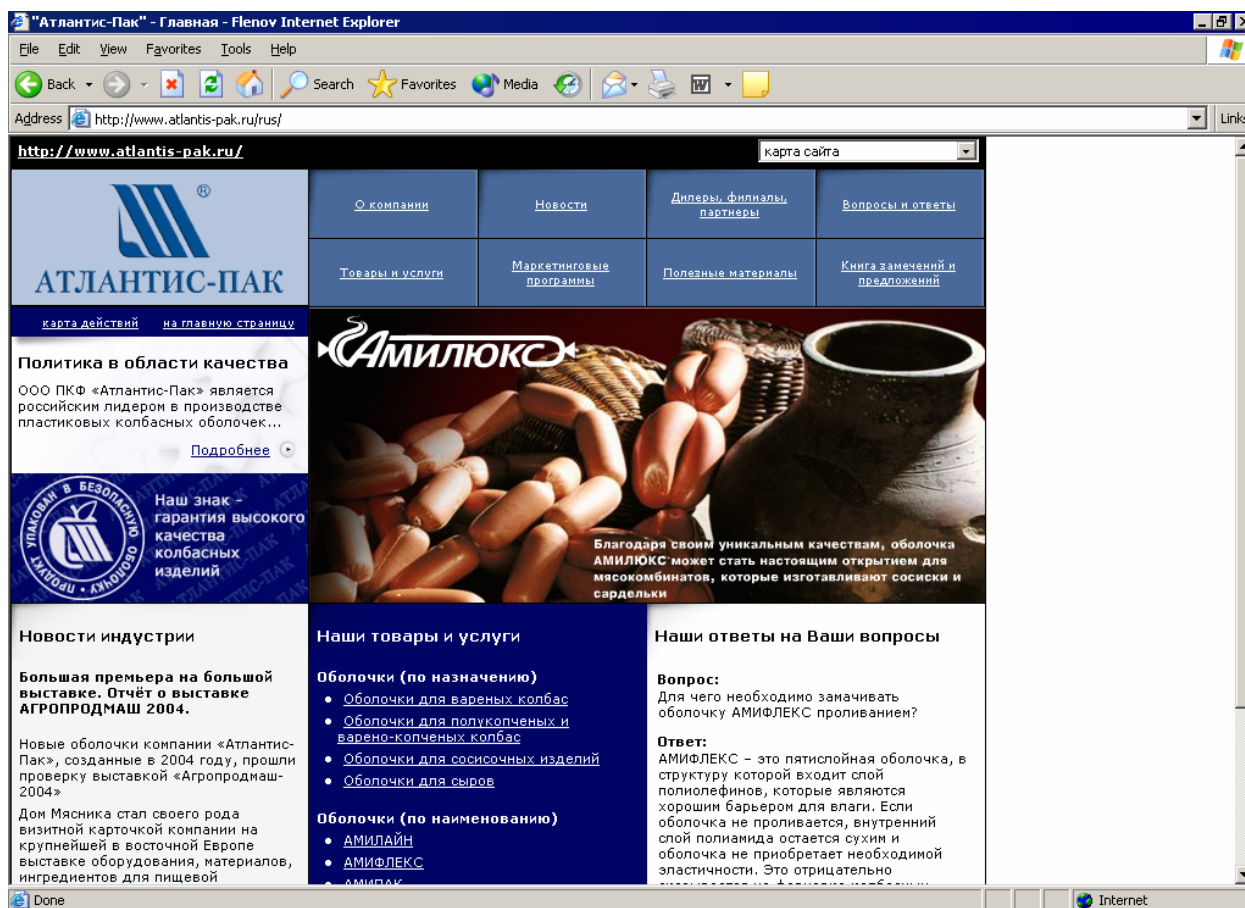 "Атлантис-Пак" - Главная - Flenov Internet Explorer
File Edit View Favorites Tools Help
Back Search Favorites Media
Address http://www.atlantis-pak.ru/rus/ Links
http://www.atlantis-pak.ru/ карта сайта
®
АТЛАНТИС-ПАК
О компании
Новости
Дилеры, филиалы,
партнеры
Вопросы и ответы
Товары и услуги
Маркетинговые
программы
Полезные материалы
Книга замечений и
предложений
карта действий на главную страницу
Политика в области качества
ООО ПКФ «Атлантис-Пак» является
российским лидером в производстве
пластиковых колбасных оболочек...
Подробнее
ПРОДУКТ УПАКОВАН В БЕЗОПАСНУЮ ОБОЛОЧКУ
Наш знак -
гарантия высокого
качества
колбасных
изделий
Амилюкс
Благодаря своим уникальным качествам, оболочка
АМИЛЮКС может стать настоящим открытием для
мясокомбинатов, которые изготавливают сосиски и
сардельки
Новости индустрии
Большая премьера на большой
выставке. Отчёт о выставке
АГРОПРОДМАШ 2004.
Новые оболочки компании «Атлантис-
Пак», созданные в 2004 году, прошли
проверку выставкой «Агропродмаш-
2004»
Дом Мясника стал своего рода
визитной карточкой компании на
крупнейшей в восточной Европе
выставке оборудования, материалов,
ингредиентов для пищевой
Наши товары и услуги
Оболочки (по назначению)
Оболочки для вареных колбас
Оболочки для полукопченых и
варено-копченых колбас
Оболочки для сосисочных изделий
Оболочки для сыров
Оболочки (по наименованию)
АМИЛАЙН
АМИФЛЕКС
АМИПАК
Наши ответы на Ваши вопросы
Вопрос:
Для чего необходимо замачивать
оболочку АМИФЛЕКС проливанием?
Ответ:
АМИФЛЕКС – это пятислойная оболочка, в
структуру которой входит слой
полиолефинов, которые являются
хорошим барьером для влаги. Если
оболочка не проливается, внутренний
слой полиамида остается сухим и
оболочка не приобретает необходимой
эластичности. Это отрицательно
Done Internet